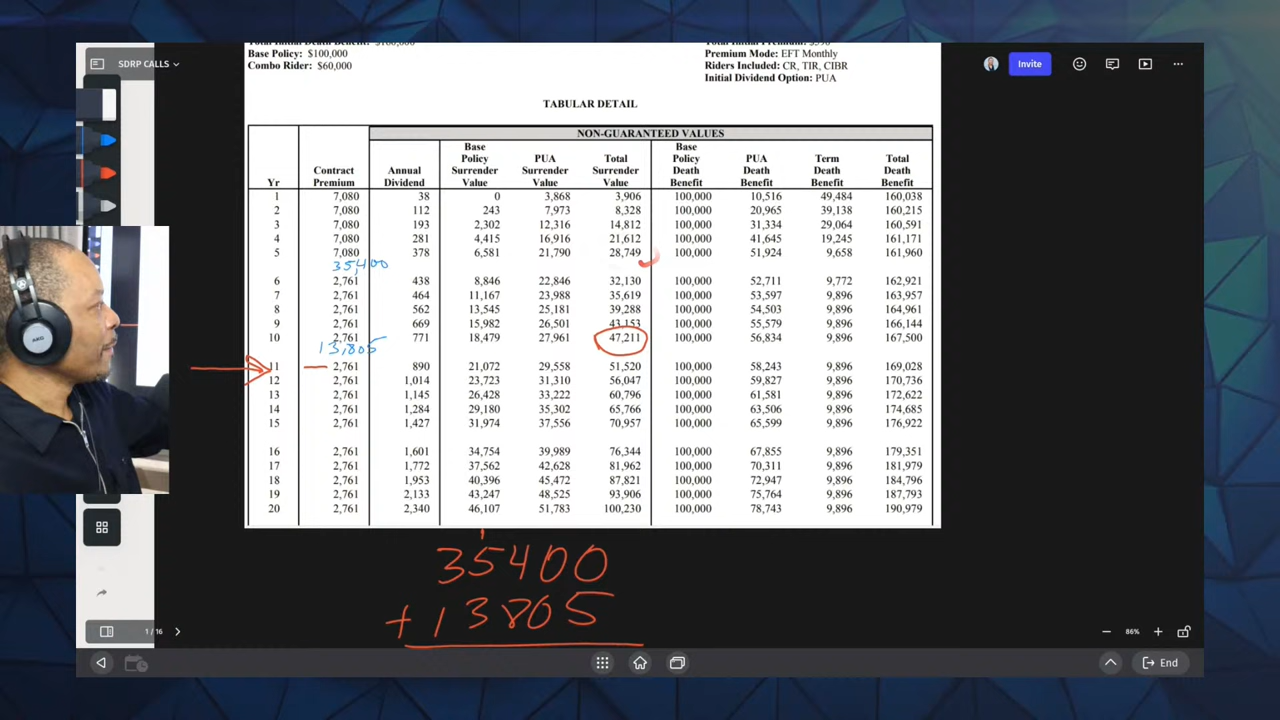 SDRP CALLS
Invite
Base Policy: $100,000
Premium Mode: EFT Monthly
Combo Rider: $60,000
Riders Included: CR, TIR, CIBR
Initial Dividend Option: PUA
TABULAR DETAIL
NON-GUARANTEED VALUES
Yr Contract Premium Annual Dividend Base Policy Surrender Value PUA Surrender Value Total Surrender Value Base Policy Death Benefit PUA Death Benefit Term Death Benefit Total Death Benefit
1 7,080 38 0 3,868 3,906 100,000 10,516 49,484 160,038
2 7,080 112 243 7,973 8,328 100,000 20,965 39,138 160,215
3 7,080 193 2,302 12,316 14,812 100,000 31,334 29,064 160,591
4 7,080 281 4,415 16,916 21,612 100,000 41,645 19,245 161,171
5 7,080 378 6,581 21,790 28,749 100,000 51,924 9,658 161,960
35,400
6 2,761 438 8,846 22,846 32,130 100,000 52,711 9,772 162,921
7 2,761 464 11,167 23,988 35,619 100,000 53,597 9,896 163,957
8 2,761 562 13,545 25,181 39,288 100,000 54,503 9,896 164,961
9 2,761 669 15,982 26,501 43,153 100,000 55,579 9,896 166,144
10 2,761 771 18,479 27,961 47,211 100,000 56,834 9,896 167,500
13,805
11 2,761 890 21,072 29,558 51,520 100,000 58,243 9,896 169,028
12 2,761 1,014 23,723 31,310 56,047 100,000 59,827 9,896 170,736
13 2,761 1,145 26,428 33,222 60,796 100,000 61,581 9,896 172,622
14 2,761 1,284 29,180 35,302 65,766 100,000 63,506 9,896 174,685
15 2,761 1,427 31,974 37,556 70,957 100,000 65,599 9,896 176,922
16 2,761 1,601 34,754 39,989 76,344 100,000 67,855 9,896 179,351
17 2,761 1,772 37,562 42,628 81,962 100,000 70,311 9,896 181,979
18 2,761 1,953 40,396 45,472 87,821 100,000 72,947 9,896 184,796
19 2,761 2,133 43,247 48,525 93,906 100,000 75,764 9,896 187,793
20 2,761 2,340 46,107 51,783 100,230 100,000 78,743 9,896 190,979
35400
+13805
AKG
1/16
86%
End